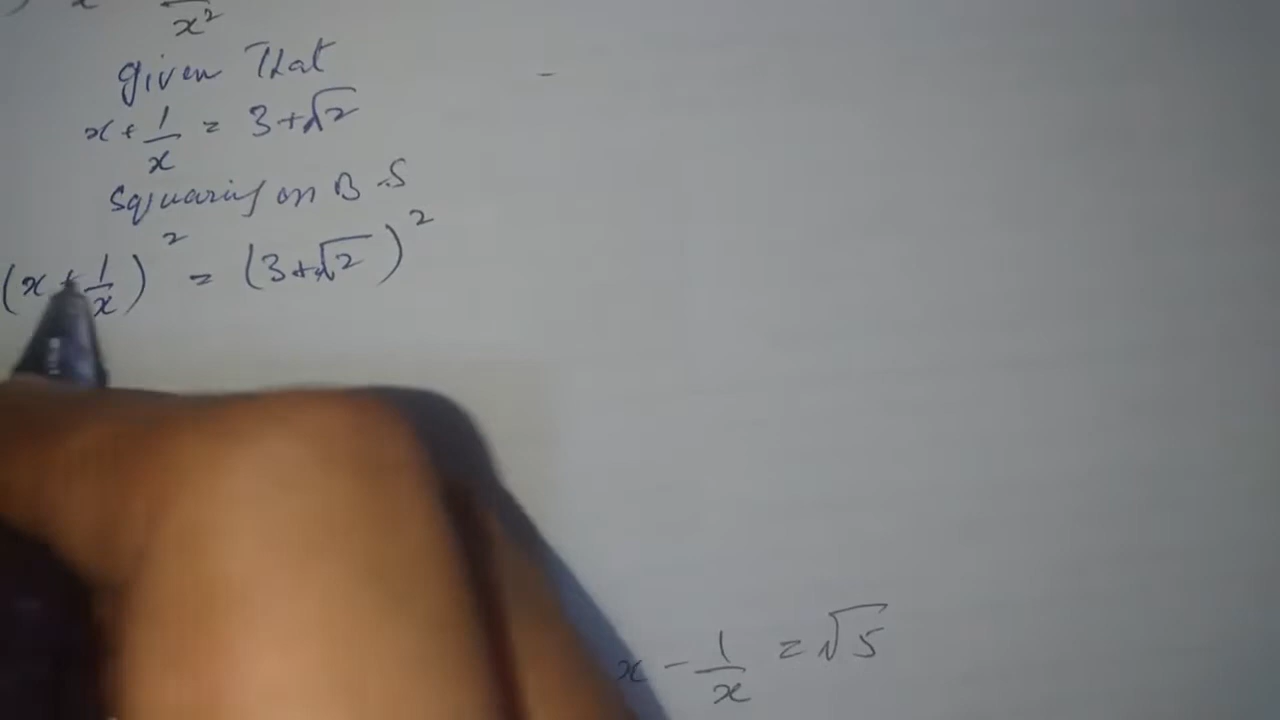 x²
given That
x + 1/x = 3+√2
Squaring on B.S
(x + 1/x)² = (3+√2)²
x - 1/x = √5